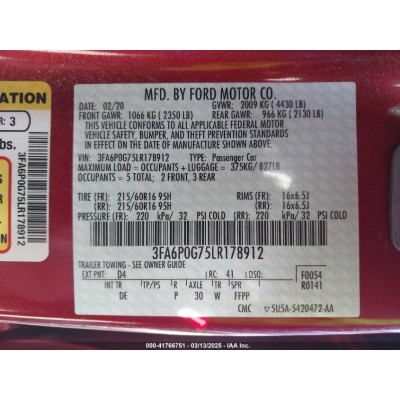 MFD. BY FORD MOTOR CO.
DATE: 02/20 GVWR: 2009 KG ( 4430 LB)
FRONT GAWR: 1066 KG ( 2350 LB) REAR GAWR: 966 KG ( 2130 LB)
THIS VEHICLE CONFORMS TO ALL APPLICABLE FEDERAL MOTOR
VEHICLE SAFETY, BUMPER, AND THEFT PREVENTION STANDARDS
IN EFFECT ON THE DATE OF MANUFACTURE SHOWN ABOVE.
VIN: 3FA6P0G75LR178912 TYPE: Passenger Car
MAXIMUM LOAD= OCCUPANTS + LUGGAGE = 375KG/ 827LB
OCCUPANTS = 5 TOTAL: 2 FRONT, 3 REAR
TIRE (FR): 215/60R16 95H RIMS(FR): 16x6.5J
(RR): 215/60R16 95H (RR): 16x6.5J
PRESSURE(FR): 220 kPa/ 32 PSI COLD (RR): 220 kPa/ 32 PSI COLD
3FA6P0G75LR178912
TRAILER TOWING - SEE OWNER GUIDE
EXT PNT: D4 RC: 41 DSO: F0054
R0141
INT TR TP/PS R AXLE TR SPR
DE P 30 W FFPP
CMC 5U5A-5420472-AA
ATION
R: 3
lbs.
3FA6P0G75LR178912
000-41766751 - 03/13/2025 - IAA Inc.